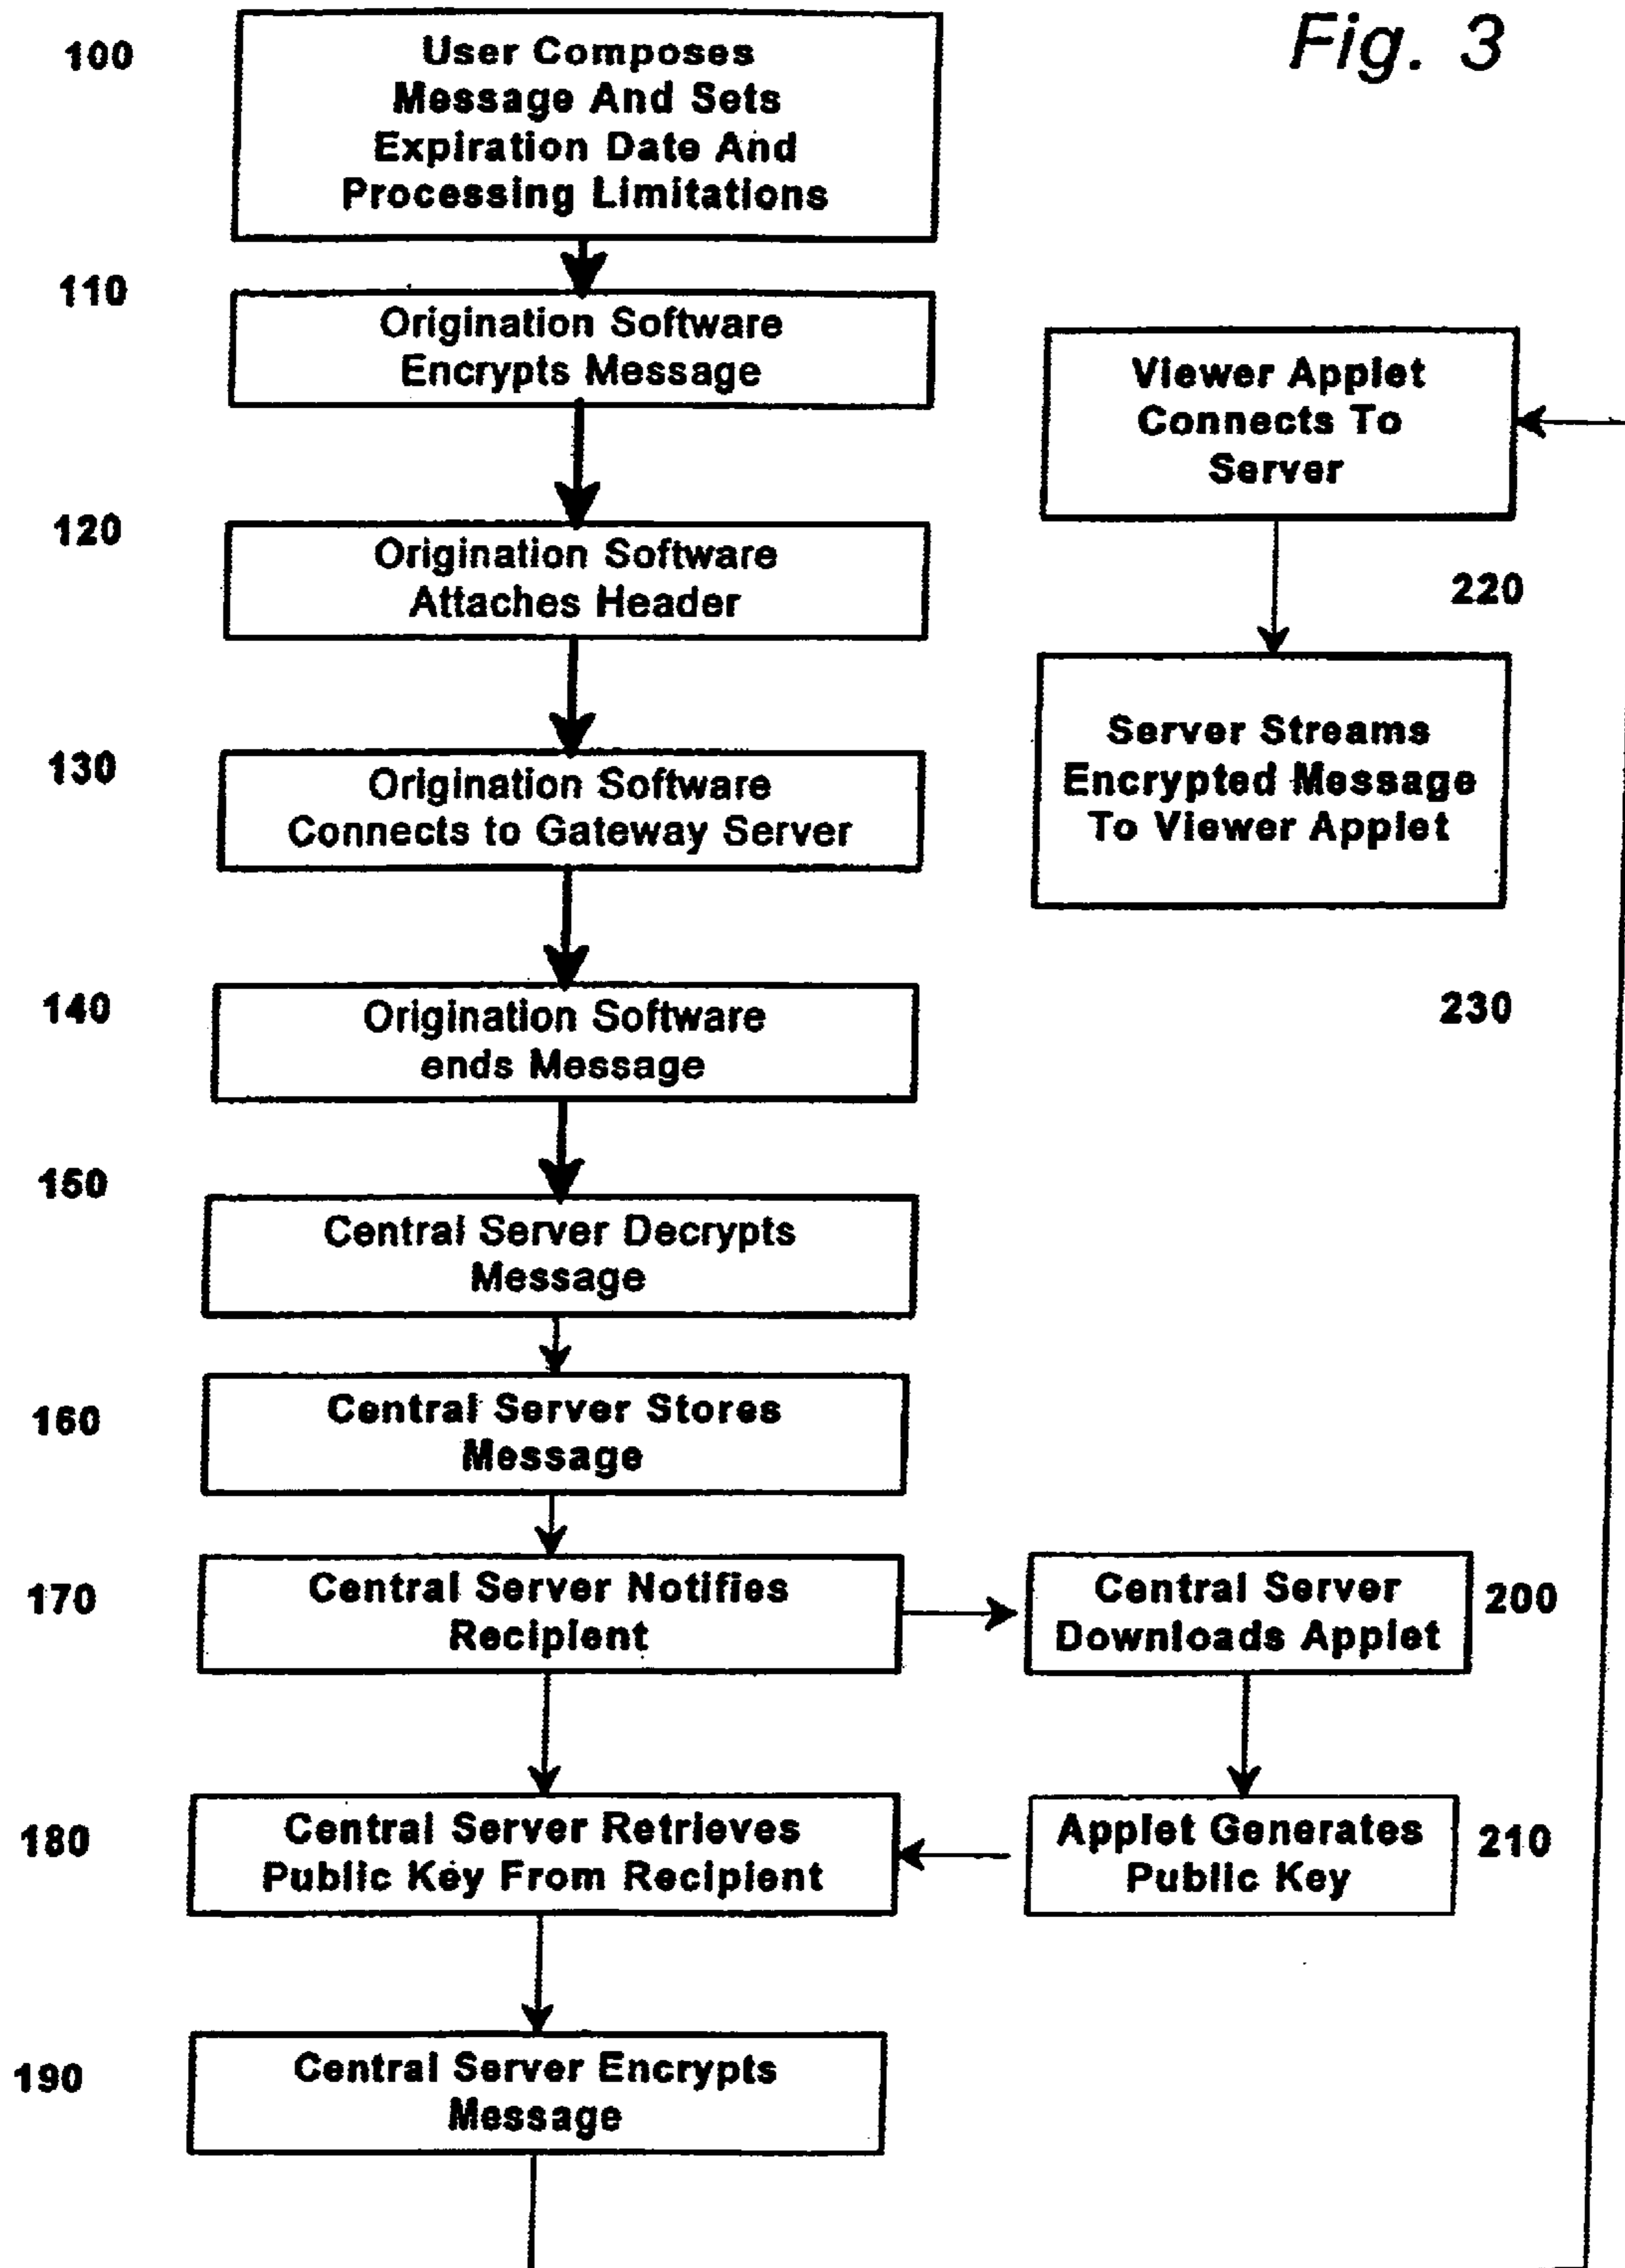 Fig. 3
100
User Composes
Message And Sets
Expiration Date And
Processing Limitations
110
Origination Software
Encrypts Message
120
Origination Software
Attaches Header
130
Origination Software
Connects to Gateway Server
140
Origination Software
ends Message
150
Central Server Decrypts
Message
160
Central Server Stores
Message
170
Central Server Notifies
Recipient
180
Central Server Retrieves
Public Key From Recipient
190
Central Server Encrypts
Message
Central Server
Downloads Applet
200
Applet Generates
Public Key
210
Viewer Applet
Connects To
Server
220
Server Streams
Encrypted Message
To Viewer Applet
230